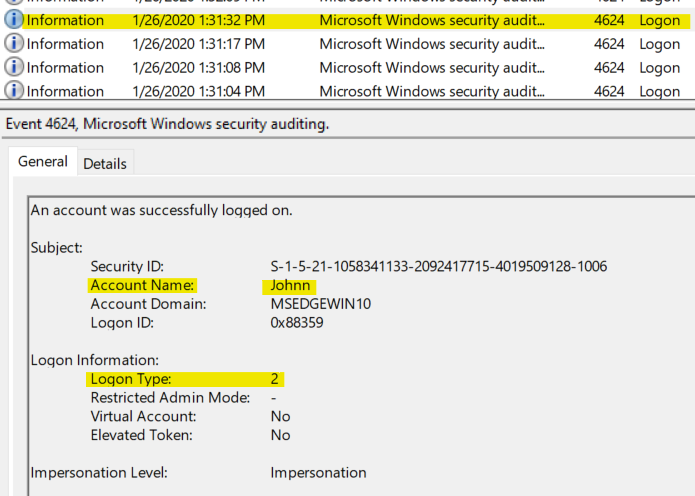 Information 1/26/2020 1:31:32 PM Microsoft Windows security audit... 4624 Logon
Information 1/26/2020 1:31:17 PM Microsoft Windows security audit... 4624 Logon
Information 1/26/2020 1:31:08 PM Microsoft Windows security audit... 4624 Logon
Information 1/26/2020 1:31:04 PM Microsoft Windows security audit... 4624 Logon
Event 4624, Microsoft Windows security auditing.
General Details
An account was successfully logged on.
Subject:
Security ID: S-1-5-21-1058341133-2092417715-4019509128-1006
Account Name: Johnn
Account Domain: MSEDGEWIN10
Logon ID: 0x88359
Logon Information:
Logon Type: 2
Restricted Admin Mode: -
Virtual Account: No
Elevated Token: No
Impersonation Level: Impersonation